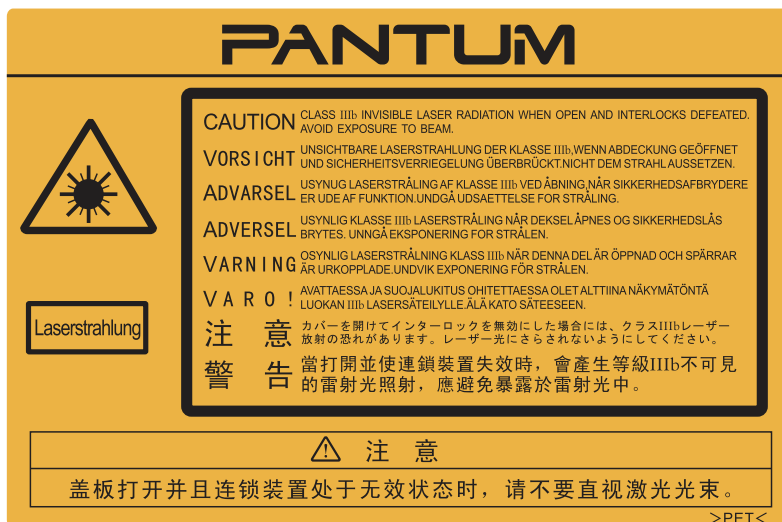 PANTUM
CAUTION CLASS IIIb INVISIBLE LASER RADIATION WHEN OPEN AND INTERLOCKS DEFEATED.
AVOID EXPOSURE TO BEAM.
VORSICHT UNSICHTBARE LASERSTRAHLUNG DER KLASSE IIIb,WENN ABDECKUNG GEÖFFNET
UND SICHERHEITSVERRIEGELUNG ÜBERBRÜCKT.NICHT DEM STRAHL AUSSETZEN.
ADVARSEL USYNUG LASERSTRÅLING AF KLASSE IIIb VED ÅBNING,NÅR SIKKERHEDSAFBRYDERE
ER UDE AF FUNKTION.UNDGÅ UDSAETTELSE FOR STRÅLING.
ADVERSEL USYNLIG KLASSE IIIb LASERSTRÅLING NÅR DEKSEL ÅPNES OG SIKKERHEDSLÅS
BRYTES. UNNGÅ EKSPONERING FOR STRÅLEN.
VARNING OSYNLIG LASERSTRÅLNING KLASS IIIb NÄR DENNA DEL ÄR ÖPPNAD OCH SPÄRRAR
ÄR URKOPPLADE.UNDVIK EXPONERING FÖR STRÅLEN.
VARO! AVATTAESSA JA SUOJALUKITUS OHITETTAESSA OLET ALTTIINA NÄKYMÄTÖNTÄ
LUOKAN IIIb LASERSÄTEILYLLE.ÄLÄ KATO SÄTEESEEN.
注 意 カバーを開けてインターロックを無効にした場合には、クラスIIIbレーザー
放射の恐れがあります。レーザー光にさらされないようにしてください。
警 告 當打開並使連鎖裝置失效時，會產生等級IIIb不可見
的雷射光照射，應避免暴露於雷射光中。
Laserstrahlung
注 意
盖板打开并且连锁装置处于无效状态时，请不要直视激光光束。
>PET<